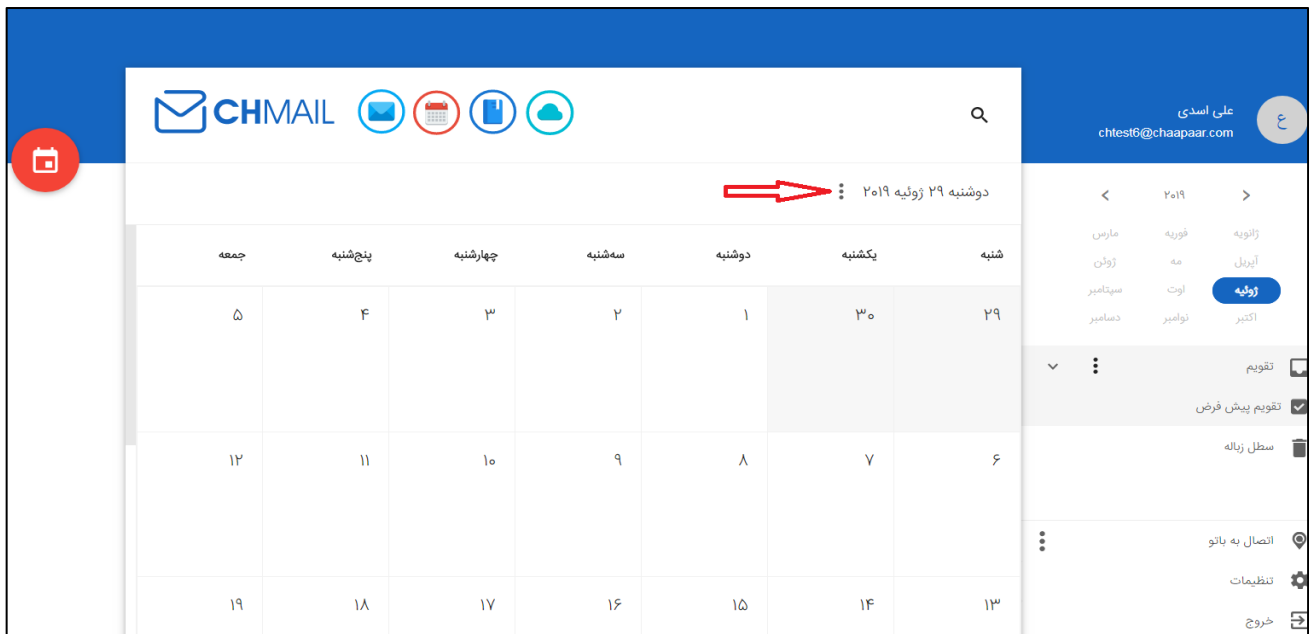 CHMAIL
علی اسدی
chtest6@chaapaar.com
ع
دوشنبه ۲۹ ژوئیه ۲۰۱۹
شنبه یکشنبه دوشنبه سه‌شنبه چهارشنبه پنج‌شنبه جمعه
۲۹ ۳۰ ۱ ۲ ۳ ۴ ۵
۶ ۷ ۸ ۹ ۱۰ ۱۱ ۱۲
۱۳ ۱۴ ۱۵ ۱۶ ۱۷ ۱۸ ۱۹
۲۰۱۹
ژانویه فوریه مارس
آپریل مه ژوئن
ژوئیه اوت سپتامبر
اکتبر نوامبر دسامبر
تقویم
تقویم پیش فرض
سطل زباله
اتصال به باتو
تنظیمات
خروج